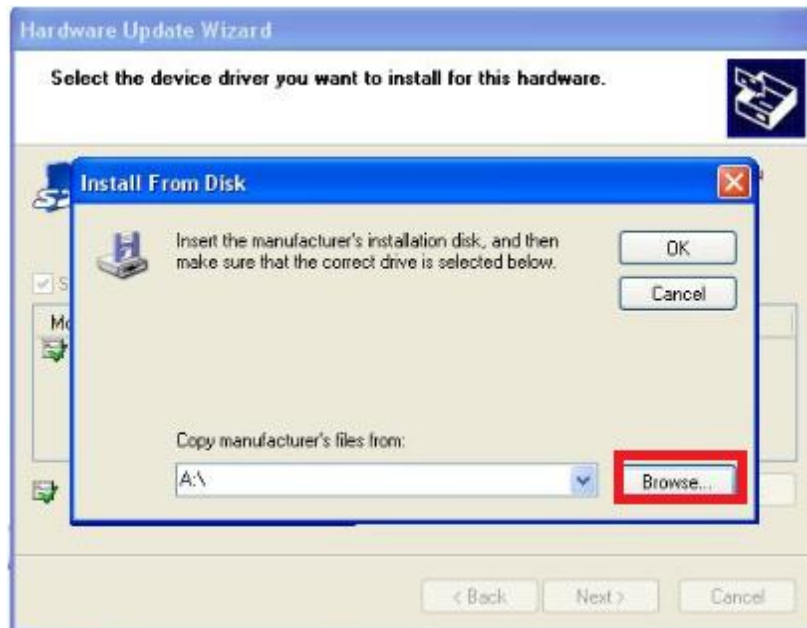 Hardware Update Wizard
Select the device driver you want to install for this hardware.
Install From Disk
Insert the manufacturer's installation disk, and then
make sure that the correct drive is selected below.
OK
Cancel
Copy manufacturer's files from:
A:\
Browse...
< Back
Next >
Cancel